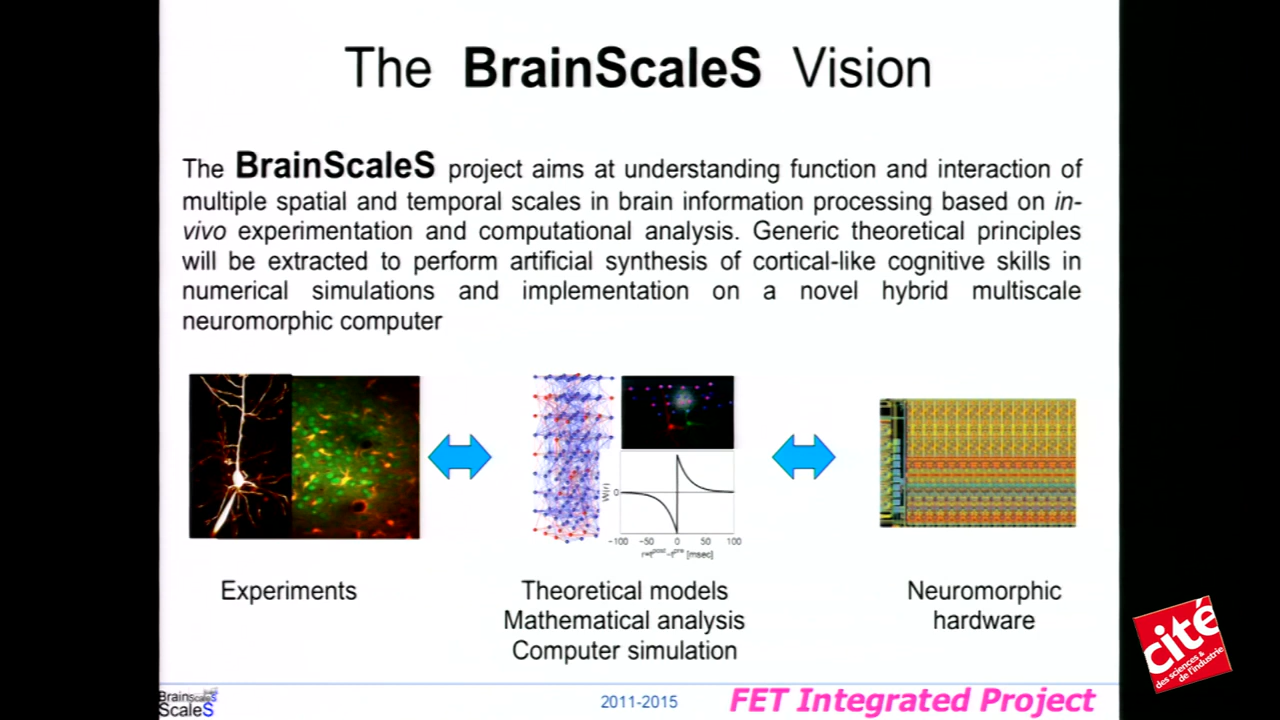 The BrainScaleS Vision
The BrainScaleS project aims at understanding function and interaction of
multiple spatial and temporal scales in brain information processing based on in-
vivo experimentation and computational analysis. Generic theoretical principles
will be extracted to perform artificial synthesis of cortical-like cognitive skills in
numerical simulations and implementation on a novel hybrid multiscale
neuromorphic computer
W(r)
0
-100 -50 0 50 100
r=t^post-t^pre [msec]
Experiments
Theoretical models
Mathematical analysis
Computer simulation
Neuromorphic
hardware
cité
des sciences &
de l'industrie
Brainscales
ScaleS
2011-2015
FET Integrated Project